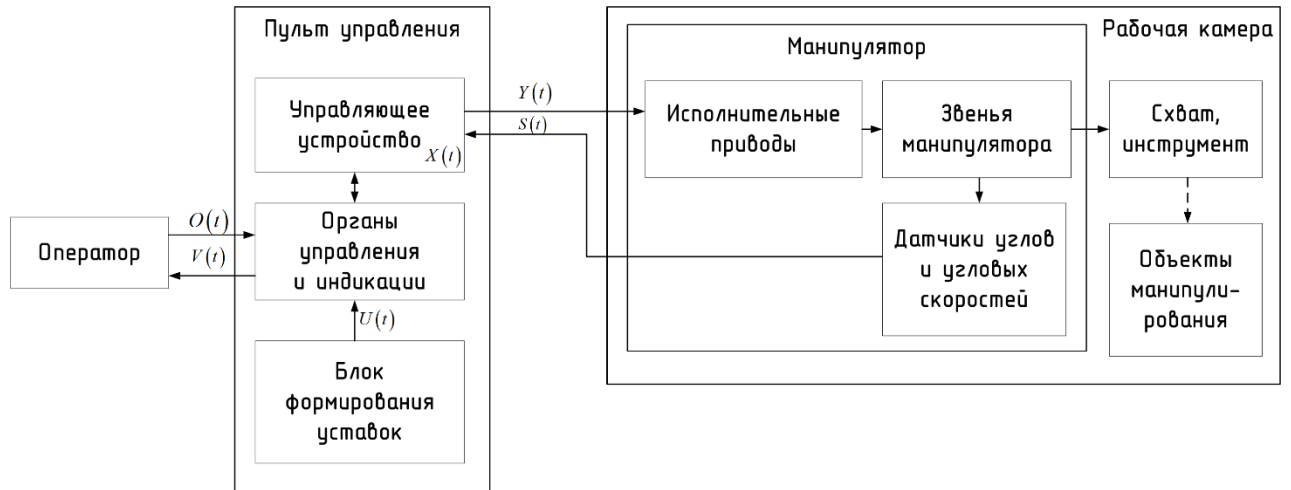 Пульт управления
Управляющее
устройство
X(t)
Органы
управления
и индикации
U(t)
Блок
формирования
уставок
Оператор
O(t)
V(t)
Y(t)
S(t)
Рабочая камера
Манипулятор
Исполнительные
приводы
Звенья
манипулятора
Датчики углов
и угловых
скоростей
Схват,
инструмент
Объекты
манипули-
рования